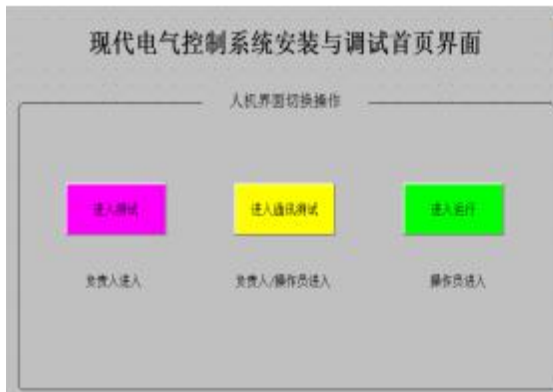 现代电气控制系统安装与调试首页界面
人机界面切换操作
进入测试 进入通讯测试 进入运行
负责人进入 负责人/操作员进入 操作员进入